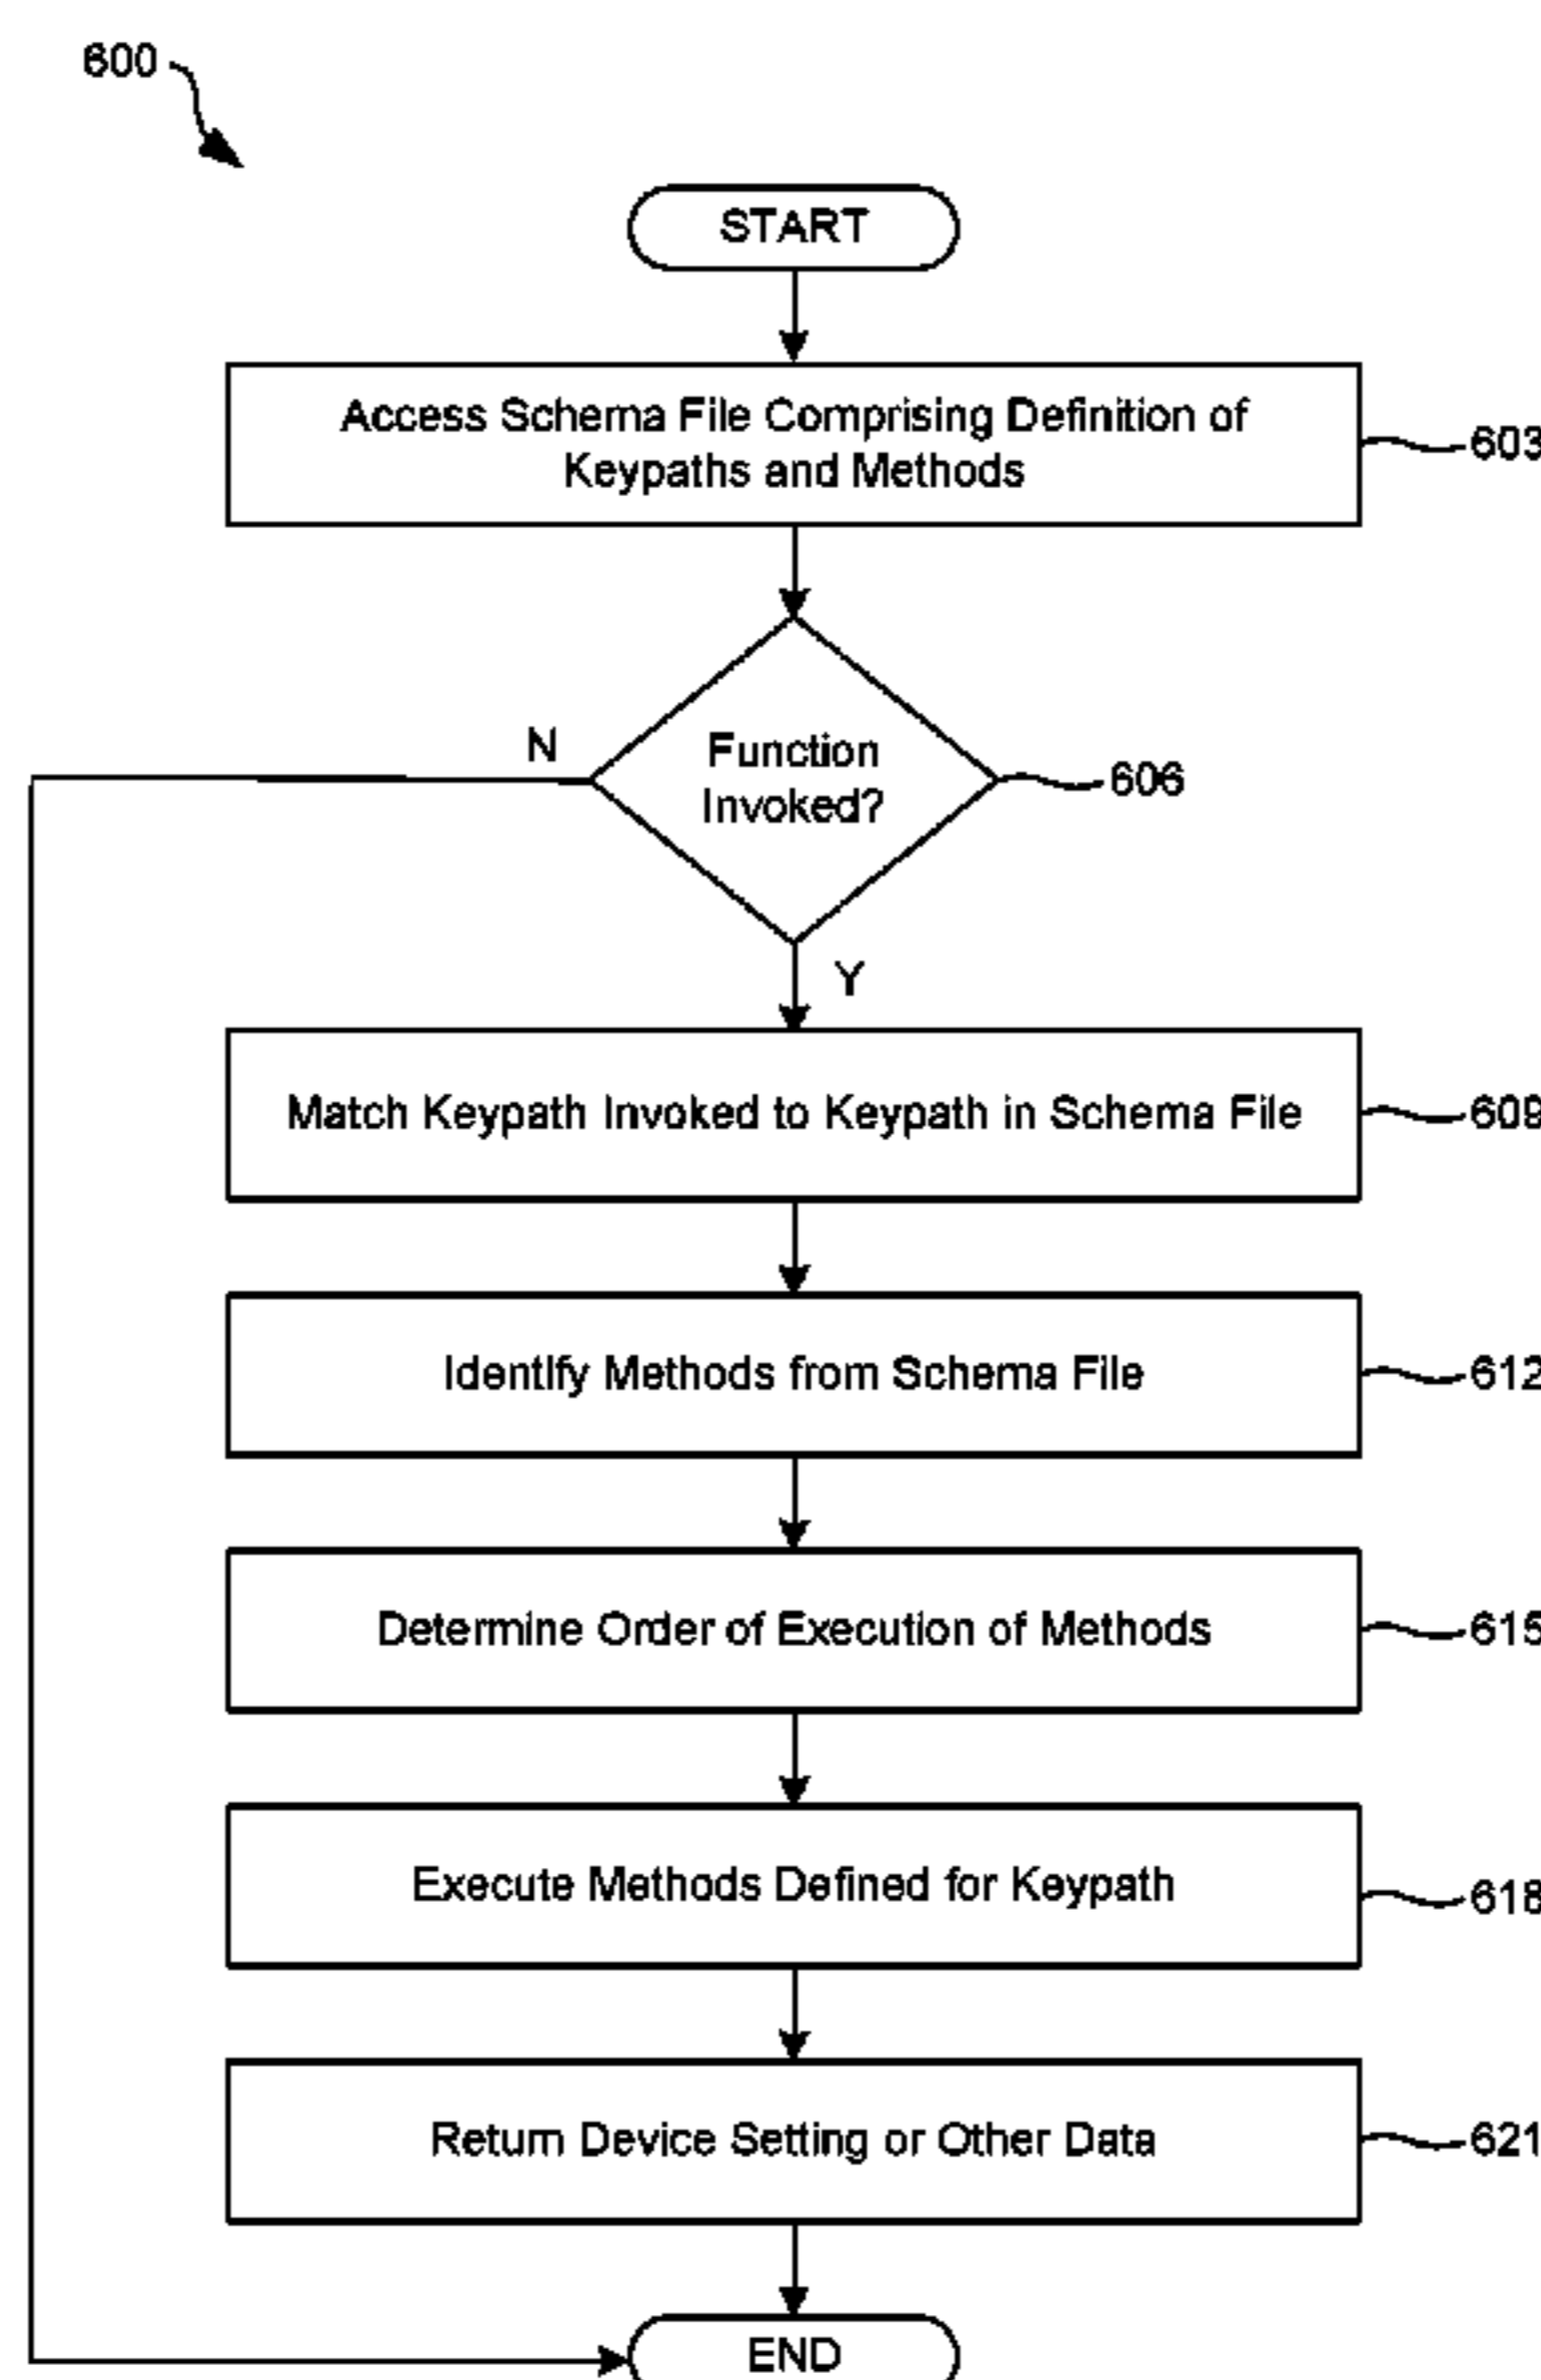 600
START
Access Schema File Comprising Definition of
Keypaths and Methods
603
N
Function
Invoked?
606
Y
Match Keypath Invoked to Keypath in Schema File
609
Identify Methods from Schema File
612
Determine Order of Execution of Methods
615
Execute Methods Defined for Keypath
618
Return Device Setting or Other Data
621
END